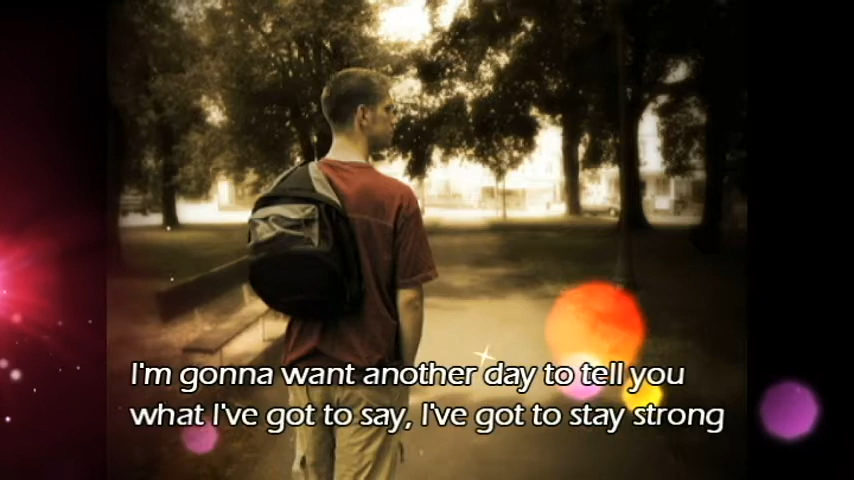 I'm gonna want another day to tell you
what I've got to say, I've got to stay strong